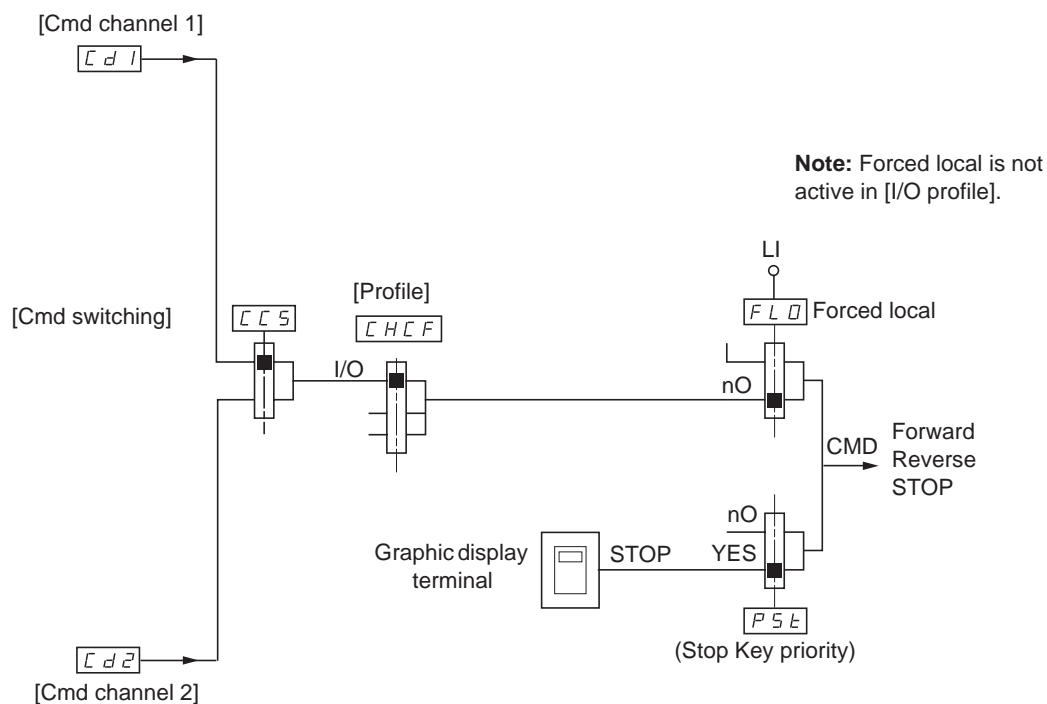 [Cmd channel 1]
Cd1
Note: Forced local is not
active in [I/O profile].
LI
[Profile]
[Cmd switching]
CCS
CHCF
FLO
Forced local
I/O
nO
CMD
Forward
Reverse
STOP
nO
Graphic display
terminal
STOP
YES
PSt
(Stop Key priority)
Cd2
[Cmd channel 2]